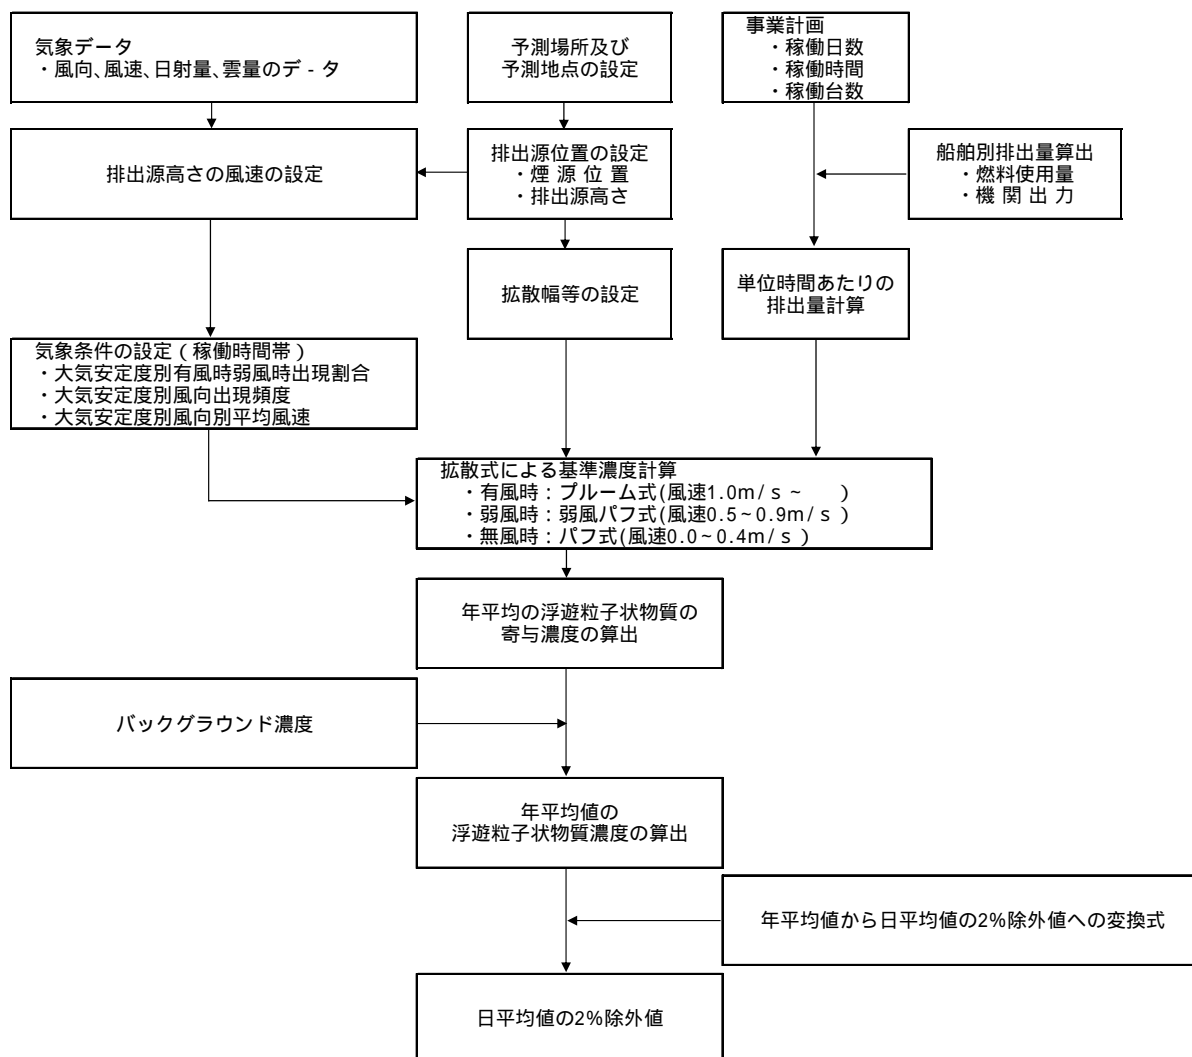 気象データ
・風向、風速、日射量、雲量のデ - タ
予測場所及び
予測地点の設定
事業計画
・稼働日数
・稼働時間
・稼働台数
排出源高さの風速の設定
排出源位置の設定
・煙 源 位 置
・排出源高さ
船舶別排出量算出
・燃料使用量
・機 関 出 力
拡散幅等の設定
単位時間あたりの
排出量計算
気象条件の設定 ( 稼働時間帯 )
・大気安定度別有風時弱風時出現割合
・大気安定度別風向出現頻度
・大気安定度別風向別平均風速
拡散式による基準濃度計算
・有風時 : プルーム式(風速1.0m/ s ~ )
・弱風時 : 弱風パフ式(風速0.5~0.9m/ s )
・無風時 : パフ式(風速0.0~0.4m/ s )
年平均の浮遊粒子状物質の
寄与濃度の算出
バックグラウンド濃度
年平均値の
浮遊粒子状物質濃度の算出
年平均値から日平均値の2%除外値への変換式
日平均値の2%除外値